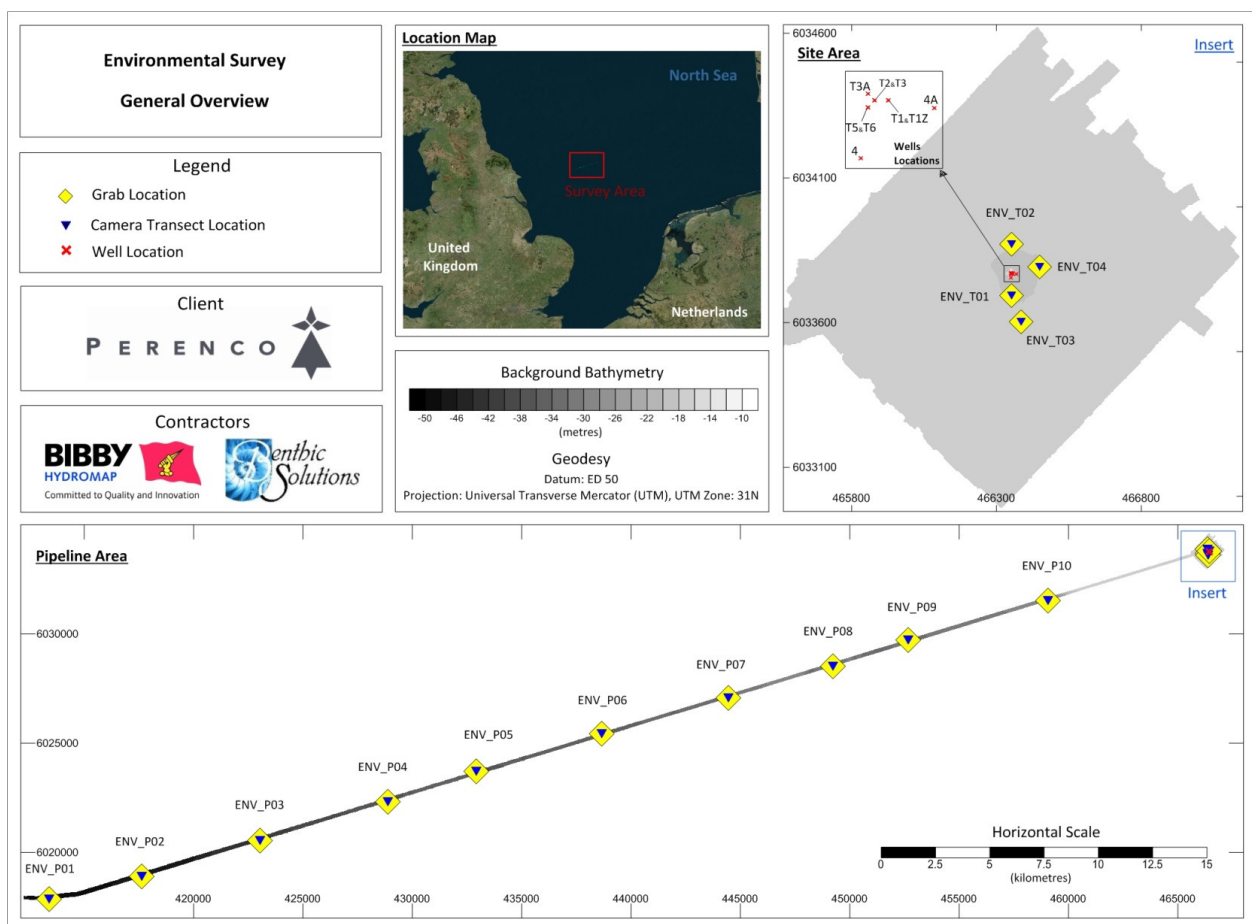 Environmental Survey
General Overview
Legend
Grab Location
Camera Transect Location
Well Location
Client
PERENCO
Contractors
BIBBY
HYDROMAP
Committed to Quality and Innovation
Benthic
Solutions
Location Map
North Sea
Survey Area
United
Kingdom
Netherlands
Background Bathymetry
-50 -46 -42 -38 -34 -30 -26 -22 -18 -14 -10
(metres)
Geodesy
Datum: ED 50
Projection: Universal Transverse Mercator (UTM), UTM Zone: 31N
Site Area
Insert
6034600
6034100
6033600
6033100
465800 466300 466800
T3A
T2&T3
4A
T5&T6
T1&T1Z
4
Wells
Locations
ENV_T02
ENV_T04
ENV_T01
ENV_T03
Pipeline Area
ENV_P10
Insert
ENV_P09
ENV_P08
ENV_P07
ENV_P06
ENV_P05
ENV_P04
ENV_P03
ENV_P02
ENV_P01
6030000
6025000
6020000
Horizontal Scale
0 2.5 5 7.5 10 12.5 15
(kilometres)
420000 425000 430000 435000 440000 445000 450000 455000 460000 465000